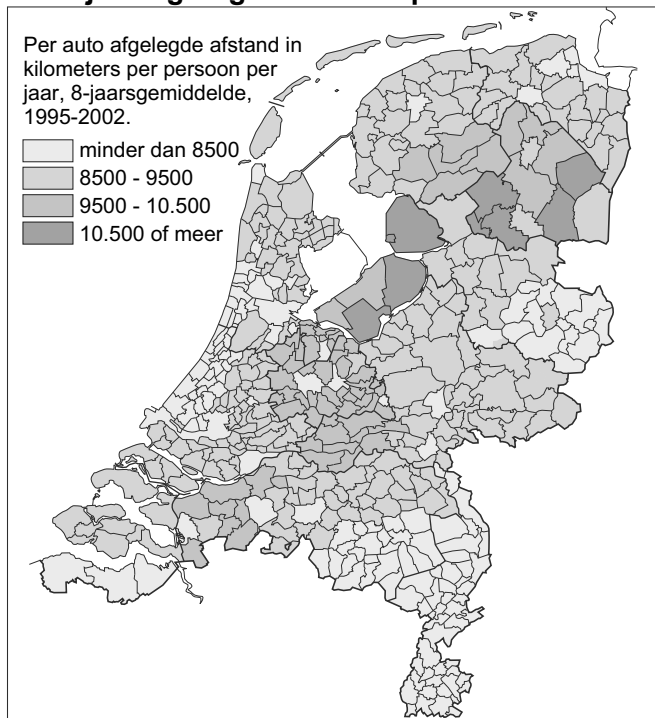 Per auto afgelegde afstand in
kilometers per persoon per
jaar, 8-jaarsgemiddelde,
1995-2002.
minder dan 8500
8500 - 9500
9500 - 10.500
10.500 of meer